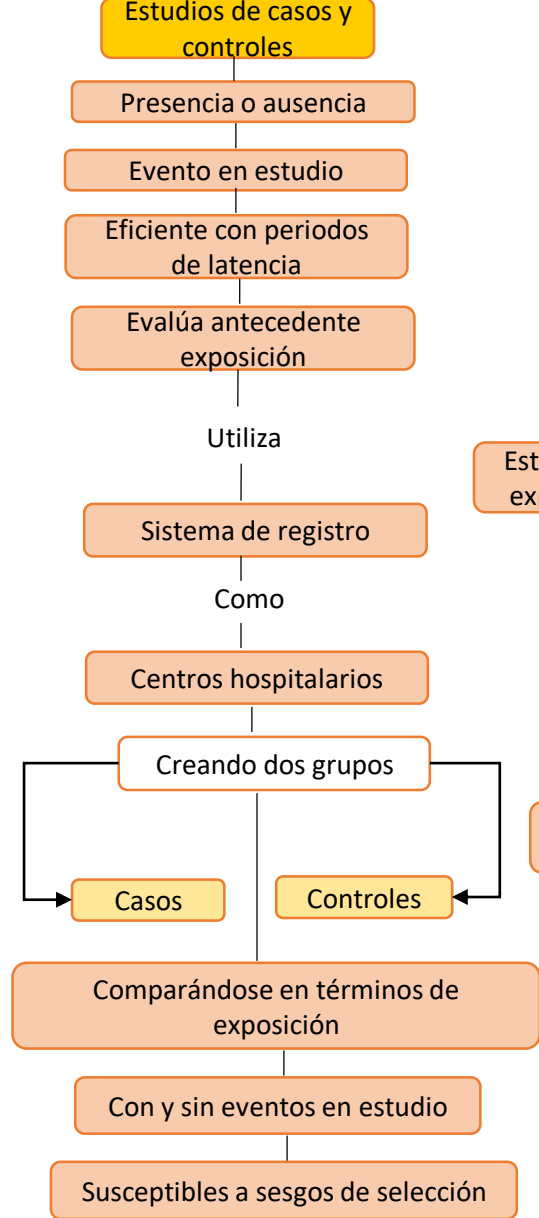 Estudios de casos y
controles
Presencia o ausencia
Evento en estudio
Eficiente con periodos
de latencia
Evalúa antecedente
exposición
Utiliza
Sistema de registro
Como
Centros hospitalarios
Creando dos grupos
Casos
Controles
Comparándose en términos de
exposición
Con y sin eventos en estudio
Susceptibles a sesgos de selección